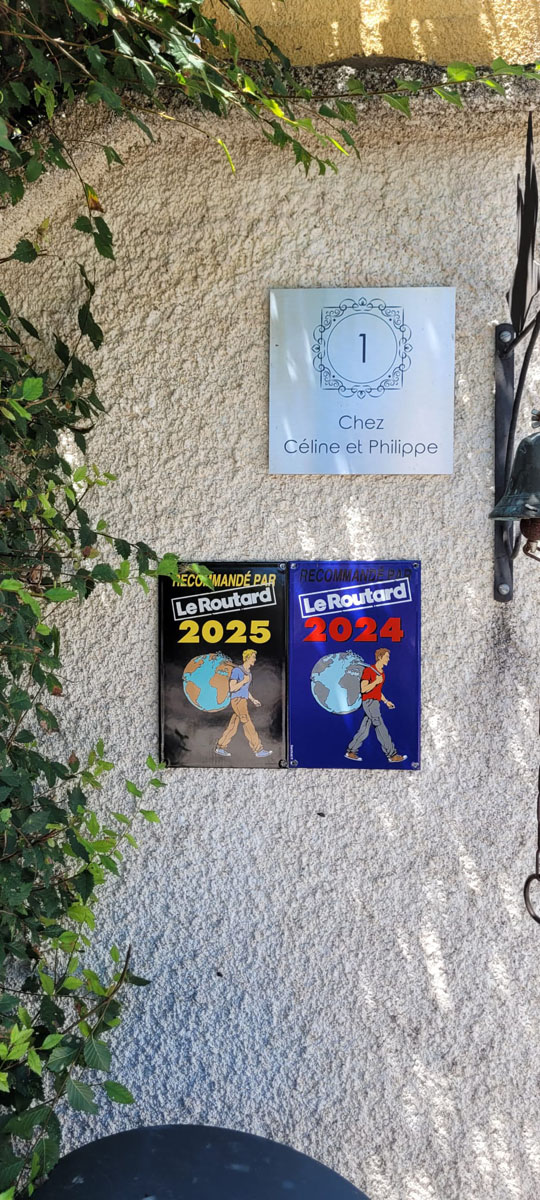 1
Chez
Céline et Philippe
RECOMMANDÉ PAR
Le Routard
2025
RECOMMANDÉ PAR
Le Routard
2024